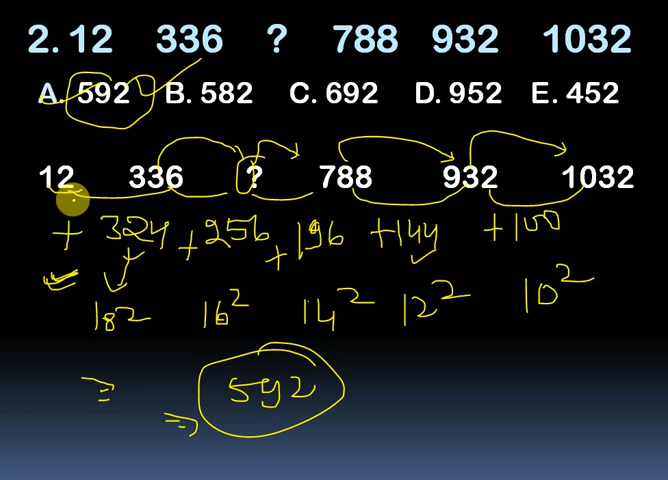 2. 12 336 ? 788 932 1032
A. 592 B. 582 C. 692 D. 952 E. 452
12 336 ? 788 932 1032
+ 324 +256 +196 +144 +100
18² 16² 14² 12² 10²
⇒ 592